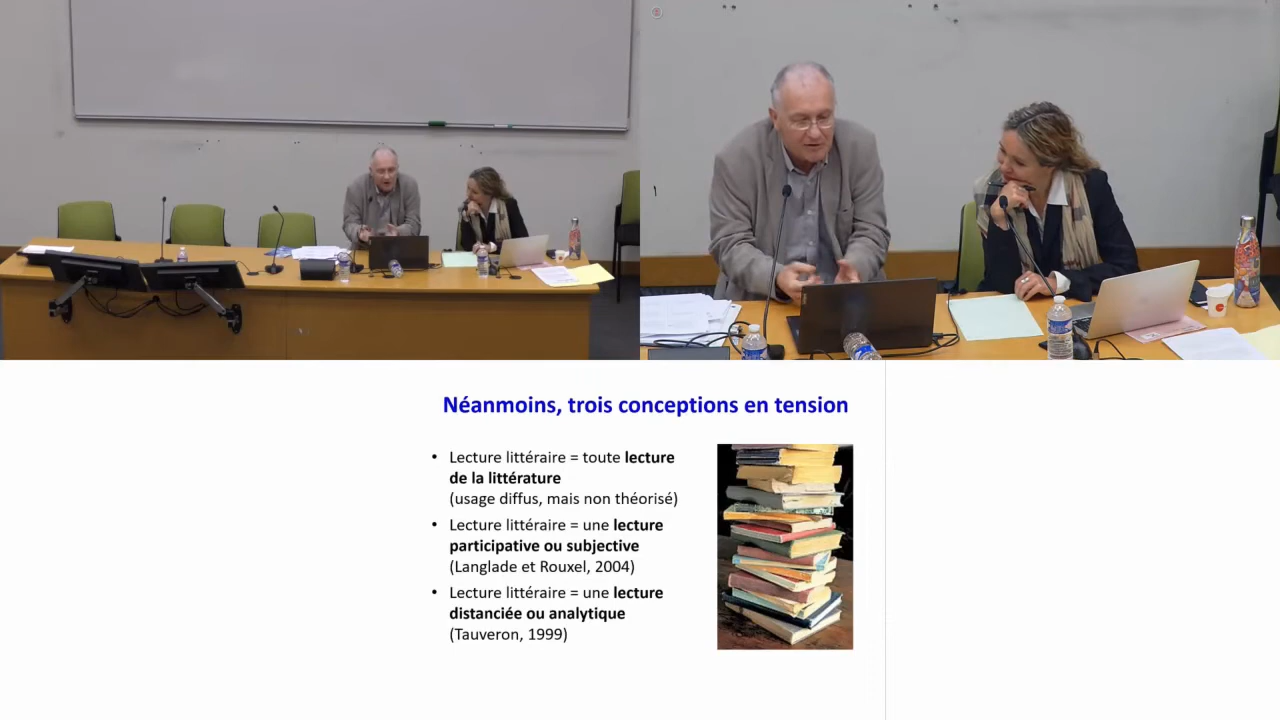 Néanmoins, trois conceptions en tension
• Lecture littéraire = toute lecture
de la littérature
(usage diffus, mais non théorisé)
• Lecture littéraire = une lecture
participative ou subjective
(Langlade et Rouxel, 2004)
• Lecture littéraire = une lecture
distanciée ou analytique
(Tauveron, 1999)